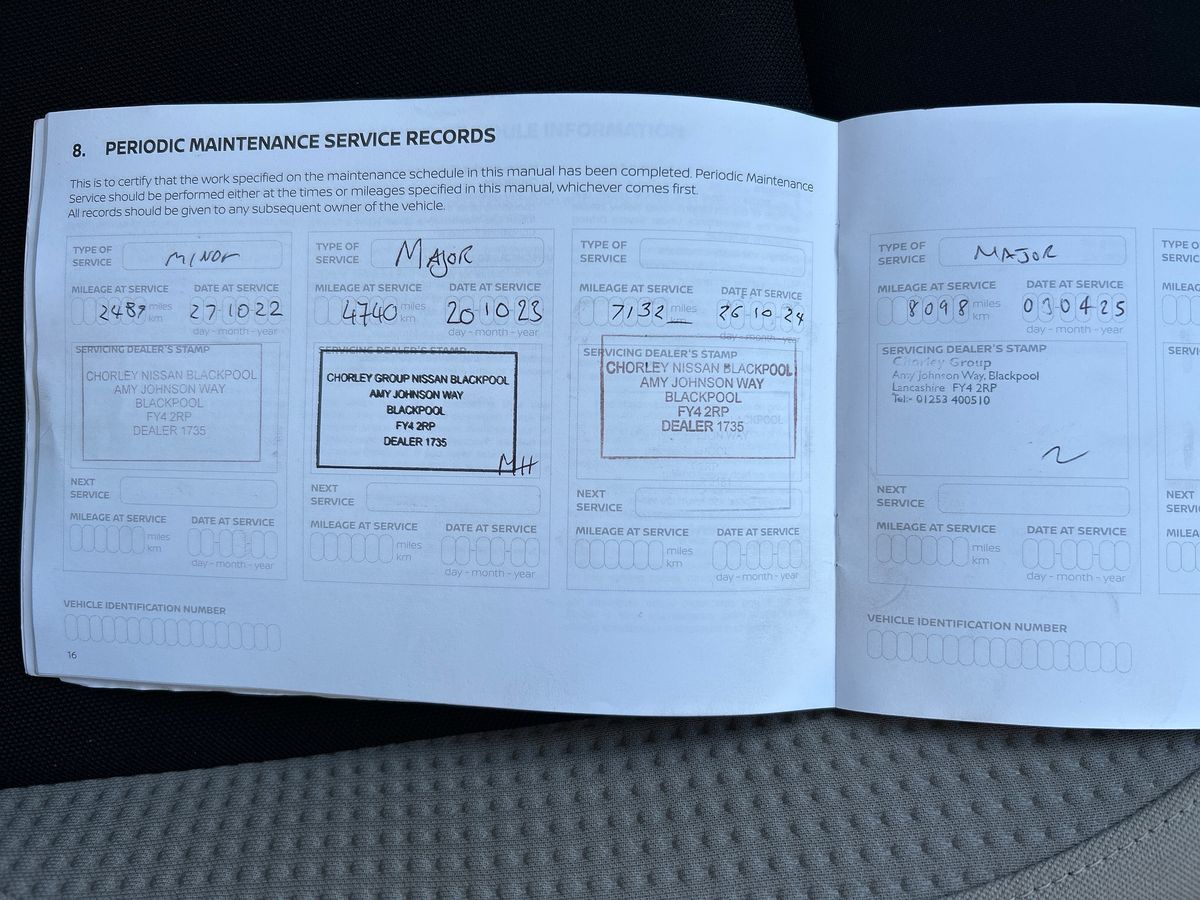 8. PERIODIC MAINTENANCE SERVICE RECORDS
This is to certify that the work specified on the maintenance schedule in this manual has been completed. Periodic Maintenance
Service should be performed either at the times or mileages specified in this manual, whichever comes first.
All records should be given to any subsequent owner of the vehicle.
TYPE OF
SERVICE
MINOr
MILEAGE AT SERVICE
DATE AT SERVICE
miles
km
27-10-22
day - month - year
SERVICING DEALER'S STAMP
CHORLEY NISSAN BLACKPOOL
AMY JOHNSON WAY
BLACKPOOL
FY4 2RP
DEALER 1735
NEXT
SERVICE
MILEAGE AT SERVICE
DATE AT SERVICE
miles
km
day - month - year
VEHICLE IDENTIFICATION NUMBER
16
TYPE OF
SERVICE
MAJOR
MILEAGE AT SERVICE
DATE AT SERVICE
4740 miles
km
20-10-23
day - month - year
SERVICING DEALER'S STAMP
CHORLEY GROUP NISSAN BLACKPOOL
AMY JOHNSON WAY
BLACKPOOL
FY4 2RP
DEALER 1735
MH
NEXT
SERVICE
MILEAGE AT SERVICE
DATE AT SERVICE
miles
km
day - month - year
TYPE OF
SERVICE
MILEAGE AT SERVICE
DATE AT SERVICE
7132 miles
km
26-10-24
day - month - year
SERVICING DEALER'S STAMP
CHORLEY NISSAN BLACKPOOL
AMY JOHNSON WAY
BLACKPOOL
FY4 2RP
DEALER 1735
NEXT
SERVICE
MILEAGE AT SERVICE
DATE AT SERVICE
miles
km
day - month - year
TYPE OF
SERVICE
MAJOR
MILEAGE AT SERVICE
DATE AT SERVICE
8098 miles
km
day - month - year
SERVICING DEALER'S STAMP
Chorley Group
Amy Johnson Way, Blackpool
Lancashire FY4 2RP
Tel:- 01253 400510
NEXT
SERVICE
MILEAGE AT SERVICE
DATE AT SERVICE
miles
km
day - month - year
VEHICLE IDENTIFICATION NUMBER
TYPE O
SERVIC
MILEAG
SERVI
NEXT
SERVI
MILEA